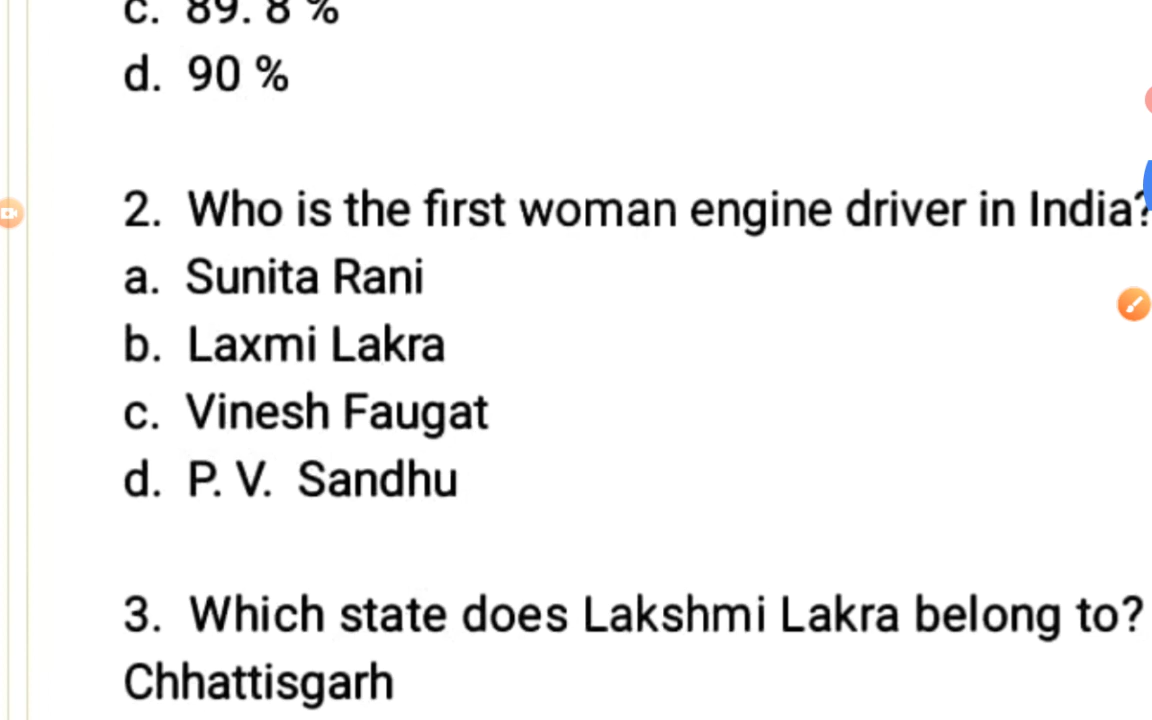 c. 89. 8 %
d. 90 %
2. Who is the first woman engine driver in India?
a. Sunita Rani
b. Laxmi Lakra
c. Vinesh Faugat
d. P. V. Sandhu
3. Which state does Lakshmi Lakra belong to?
Chhattisgarh